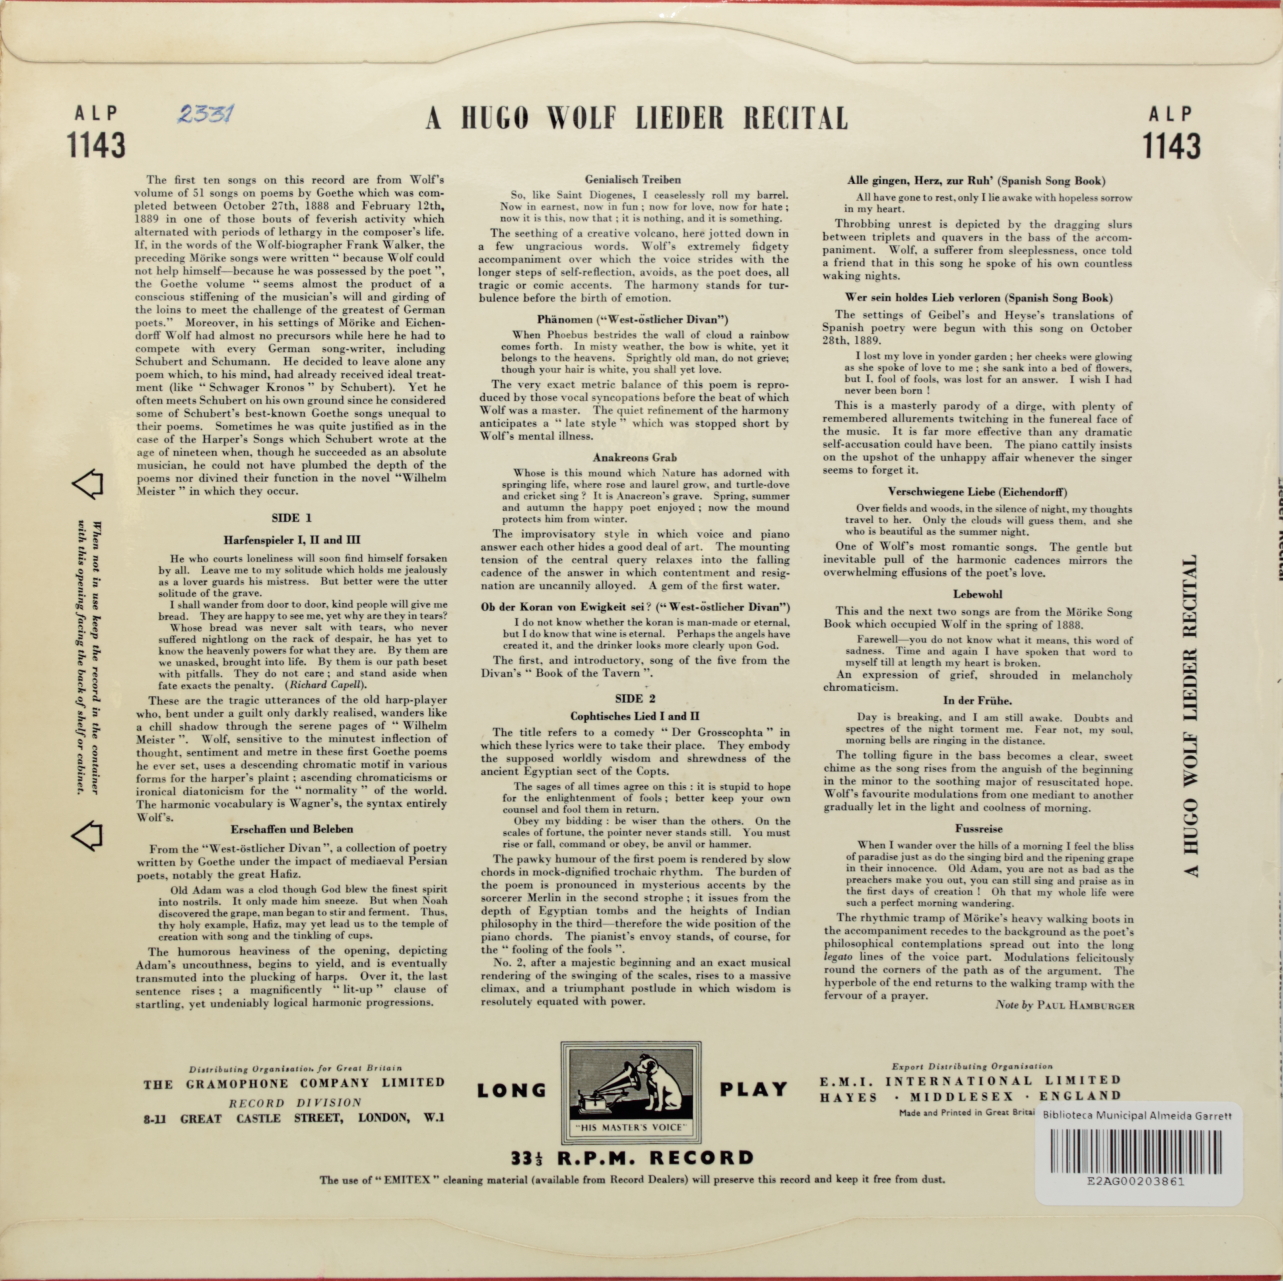 ALP
1143
2331
A HUGO WOLF LIEDER RECITAL
ALP
1143
The first ten songs on this record are from Wolf's
volume of 51 songs on poems by Goethe which was com-
pleted between October 27th, 1888 and February 12th,
1889 in one of those bouts of feverish activity which
alternated with periods of lethargy in the composer's life.
If, in the words of the Wolf-biographer Frank Walker, the
preceding Mörike songs were written “ because Wolf could
not help himself—because he was possessed by the poet ”,
the Goethe volume “ seems almost the product of a
conscious stiffening of the musician's will and girding of
the loins to meet the challenge of the greatest of German
poets.” Moreover, in his settings of Mörike and Eichen-
dorff Wolf had almost no precursors while here he had to
compete with every German song-writer, including
Schubert and Schumann. He decided to leave alone any
poem which, to his mind, had already received ideal treat-
ment (like “ Schwager Kronos ” by Schubert). Yet he
often meets Schubert on his own ground since he considered
some of Schubert's best-known Goethe songs unequal to
their poems. Sometimes he was quite justified as in the
case of the Harper's Songs which Schubert wrote at the
age of nineteen when, though he succeeded as an absolute
musician, he could not have plumbed the depth of the
poems nor divined their function in the novel “Wilhelm
Meister ” in which they occur.
SIDE 1
Harfenspieler I, II and III
He who courts loneliness will soon find himself forsaken
by all. Leave me to my solitude which holds me jealously
as a lover guards his mistress. But better were the utter
solitude of the grave.
I shall wander from door to door, kind people will give me
bread. They are happy to see me, yet why are they in tears?
Whose bread was never salt with tears, who never
suffered nightlong on the rack of despair, he has yet to
know the heavenly powers for what they are. By them are
we unasked, brought into life. By them is our path beset
with pitfalls. They do not care ; and stand aside when
fate exacts the penalty. (Richard Capell).
These are the tragic utterances of the old harp-player
who, bent under a guilt only darkly realised, wanders like
a chill shadow through the serene pages of “ Wilhelm
Meister ”. Wolf, sensitive to the minutest inflection of
thought, sentiment and metre in these first Goethe poems
he ever set, uses a descending chromatic motif in various
forms for the harper's plaint ; ascending chromaticisms or
ironical diatonicism for the “ normality ” of the world.
The harmonic vocabulary is Wagner's, the syntax entirely
Wolf's.
Erschaffen und Beleben
From the “West-östlicher Divan ”, a collection of poetry
written by Goethe under the impact of mediaeval Persian
poets, notably the great Hafiz.
Old Adam was a clod though God blew the finest spirit
into nostrils. It only made him sneeze. But when Noah
discovered the grape, man began to stir and ferment. Thus,
thy holy example, Hafiz, may yet lead us to the temple of
creation with song and the tinkling of cups.
The humorous heaviness of the opening, depicting
Adam's uncouthness, begins to yield, and is eventually
transmuted into the plucking of harps. Over it, the last
sentence rises ; a magnificently “ lit-up ” clause of
startling, yet undeniably logical harmonic progressions.
Genialisch Treiben
So, like Saint Diogenes, I ceaselessly roll my barrel.
Now in earnest, now in fun ; now for love, now for hate ;
now it is this, now that ; it is nothing, and it is something.
The seething of a creative volcano, here jotted down in
a few ungracious words. Wolf's extremely fidgety
accompaniment over which the voice strides with the
longer steps of self-reflection, avoids, as the poet does, all
tragic or comic accents. The harmony stands for tur-
bulence before the birth of emotion.
Phänomen (“West-östlicher Divan”)
When Phoebus bestrides the wall of cloud a rainbow
comes forth. In misty weather, the bow is white, yet it
belongs to the heavens. Sprightly old man, do not grieve;
though your hair is white, you shall yet love.
The very exact metric balance of this poem is repro-
duced by those vocal syncopations before the beat of which
Wolf was a master. The quiet refinement of the harmony
anticipates a “ late style ” which was stopped short by
Wolf's mental illness.
Anakreons Grab
Whose is this mound which Nature has adorned with
springing life, where rose and laurel grow, and turtle-dove
and cricket sing ? It is Anacreon's grave. Spring, summer
and autumn the happy poet enjoyed ; now the mound
protects him from winter.
The improvisatory style in which voice and piano
answer each other hides a good deal of art. The mounting
tension of the central query relaxes into the falling
cadence of the answer in which contentment and resig-
nation are uncannily alloyed. A gem of the first water.
Ob der Koran von Ewigkeit sei ? (“ West-östlicher Divan”)
I do not know whether the koran is man-made or eternal,
but I do know that wine is eternal. Perhaps the angels have
created it, and the drinker looks more clearly upon God.
The first, and introductory, song of the five from the
Divan's “ Book of the Tavern ”.
SIDE 2
Cophtisches Lied I and II
The title refers to a comedy “ Der Grosscophta ” in
which these lyrics were to take their place. They embody
the supposed worldly wisdom and shrewdness of the
ancient Egyptian sect of the Copts.
The sages of all times agree on this : it is stupid to hope
for the enlightenment of fools ; better keep your own
counsel and fool them in return.
Obey my bidding : be wiser than the others. On the
scales of fortune, the pointer never stands still. You must
rise or fall, command or obey, be anvil or hammer.
The pawky humour of the first poem is rendered by slow
chords in mock-dignified trochaic rhythm. The burden of
the poem is pronounced in mysterious accents by the
sorcerer Merlin in the second strophe ; it issues from the
depth of Egyptian tombs and the heights of Indian
philosophy in the third—therefore the wide position of the
piano chords. The pianist's envoy stands, of course, for
the “ fooling of the fools ”.
No. 2, after a majestic beginning and an exact musical
rendering of the swinging of the scales, rises to a massive
climax, and a triumphant postlude in which wisdom is
resolutely equated with power.
Alle gingen, Herz, zur Ruh' (Spanish Song Book)
All have gone to rest, only I lie awake with hopeless sorrow
in my heart.
Throbbing unrest is depicted by the dragging slurs
between triplets and quavers in the bass of the accom-
paniment. Wolf, a sufferer from sleeplessness, once told
a friend that in this song he spoke of his own countless
waking nights.
Wer sein holdes Lieb verloren (Spanish Song Book)
The settings of Geibel's and Heyse's translations of
Spanish poetry were begun with this song on October
28th, 1889.
I lost my love in yonder garden ; her cheeks were glowing
as she spoke of love to me ; she sank into a bed of flowers,
but I, fool of fools, was lost for an answer. I wish I had
never been born !
This is a masterly parody of a dirge, with plenty of
remembered allurements twitching in the funereal face of
the music. It is far more effective than any dramatic
self-accusation could have been. The piano cattily insists
on the upshot of the unhappy affair whenever the singer
seems to forget it.
Verschwiegene Liebe (Eichendorff)
Over fields and woods, in the silence of night, my thoughts
travel to her. Only the clouds will guess them, and she
who is beautiful as the summer night.
One of Wolf's most romantic songs. The gentle but
inevitable pull of the harmonic cadences mirrors the
overwhelming effusions of the poet's love.
Lebewohl
This and the next two songs are from the Mörike Song
Book which occupied Wolf in the spring of 1888.
Farewell—you do not know what it means, this word of
sadness. Time and again I have spoken that word to
myself till at length my heart is broken.
An expression of grief, shrouded in melancholy
chromaticism.
In der Frühe.
Day is breaking, and I am still awake. Doubts and
spectres of the night torment me. Fear not, my soul,
morning bells are ringing in the distance.
The tolling figure in the bass becomes a clear, sweet
chime as the song rises from the anguish of the beginning
in the minor to the soothing major of resuscitated hope.
Wolf's favourite modulations from one mediant to another
gradually let in the light and coolness of morning.
Fussreise
When I wander over the hills of a morning I feel the bliss
of paradise just as do the singing bird and the ripening grape
in their innocence. Old Adam, you are not as bad as the
preachers make you out, you can still sing and praise as in
the first days of creation ! Oh that my whole life were
such a perfect morning wandering.
The rhythmic tramp of Mörike's heavy walking boots in
the accompaniment recedes to the background as the poet's
philosophical contemplations spread out into the long
legato lines of the voice part. Modulations felicitously
round the corners of the path as of the argument. The
hyperbole of the end returns to the walking tramp with the
fervour of a prayer.
Note by PAUL HAMBURGER
When not in use keep the record in the container
with this opening facing the back of shelf or cabinet.
A HUGO WOLF LIEDER RECITAL
Distributing Organisation for Great Britain
THE GRAMOPHONE COMPANY LIMITED
RECORD DIVISION
8-11 GREAT CASTLE STREET, LONDON, W.1
LONG PLAY
"HIS MASTER'S VOICE"
33⅓ R.P.M. RECORD
Export Distributing Organisation
E.M.I. INTERNATIONAL LIMITED
HAYES · MIDDLESEX · ENGLAND
Made and Printed in Great Britai
Biblioteca Municipal Almeida Garrett
E2AG00203861
The use of “ EMITEX ” cleaning material (available from Record Dealers) will preserve this record and keep it free from dust.